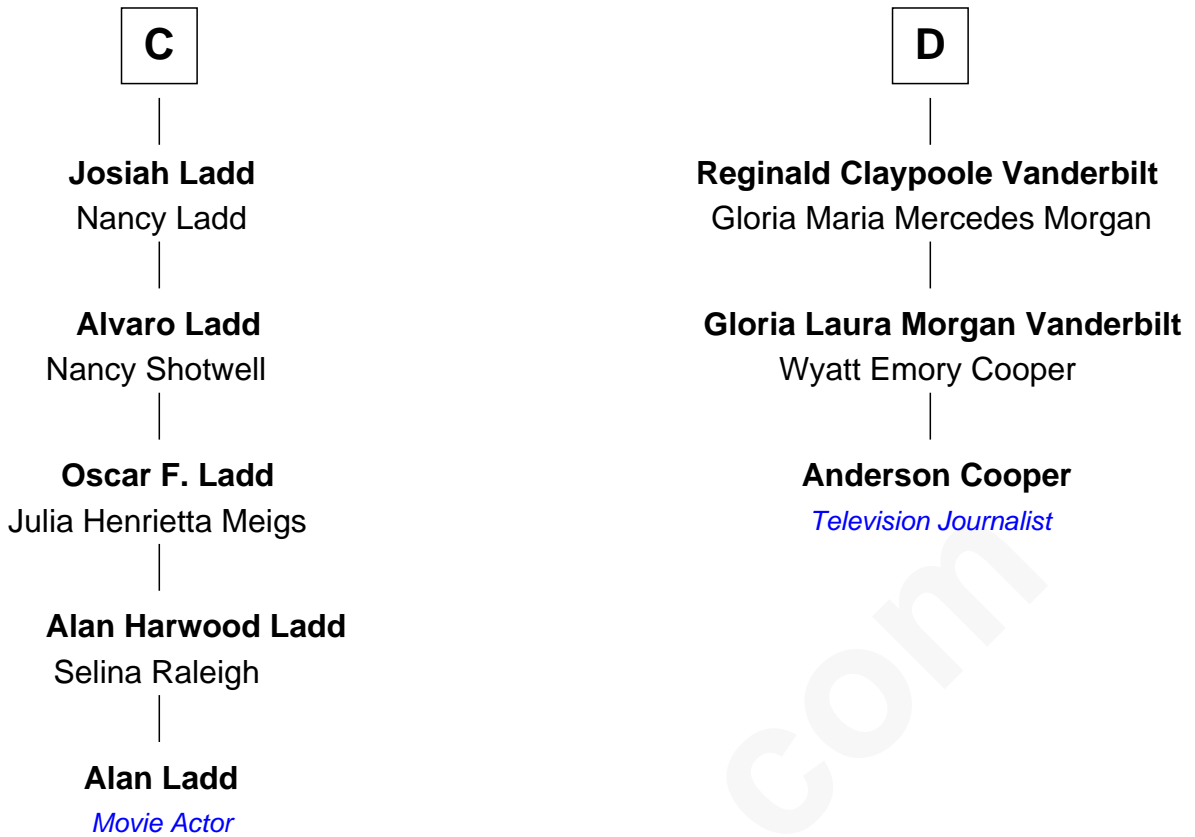 C
Josiah Ladd
Nancy Ladd
Alvaro Ladd
Nancy Shotwell
Oscar F. Ladd
Julia Henrietta Meigs
Alan Harwood Ladd
Selina Raleigh
Alan Ladd
Movie Actor
D
Reginald Claypoole Vanderbilt
Gloria Maria Mercedes Morgan
Gloria Laura Morgan Vanderbilt
Wyatt Emory Cooper
Anderson Cooper
Television Journalist
com